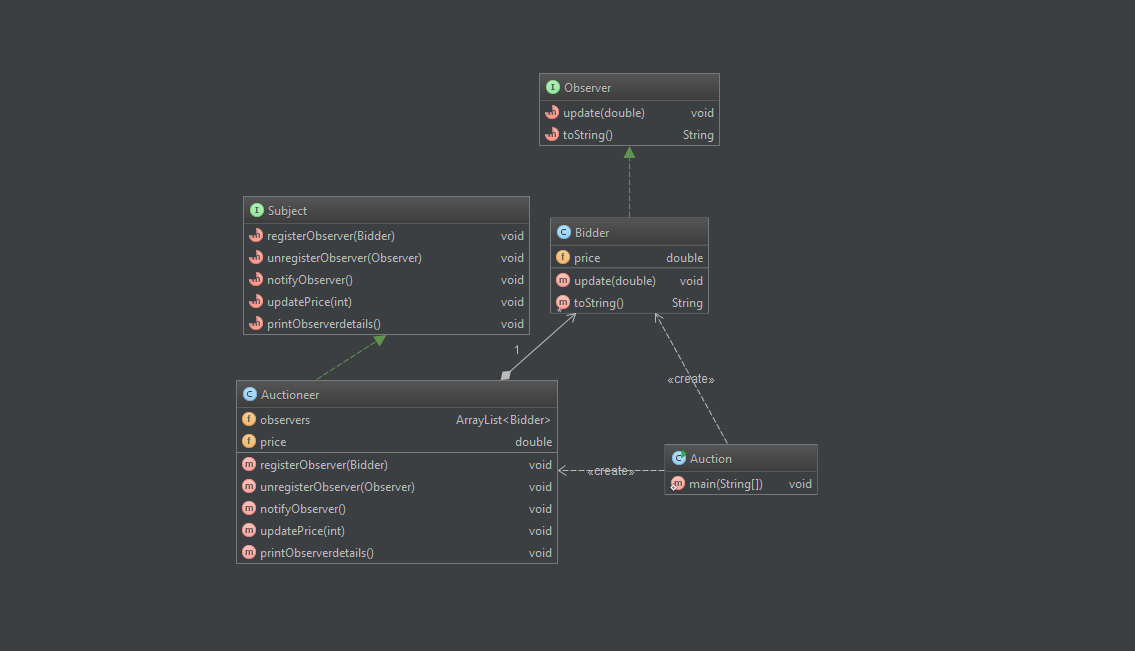 Observer
update(double) void
toString() String
Subject
registerObserver(Bidder) void
unregisterObserver(Observer) void
notifyObserver() void
updatePrice(int) void
printObserverdetails() void
Bidder
price double
update(double) void
toString() String
1
«create»
Auctioneer
observers ArrayList<Bidder>
price double
registerObserver(Bidder) void
unregisterObserver(Observer) void
notifyObserver() void
updatePrice(int) void
printObserverdetails() void
«create»
Auction
main(String[]) void